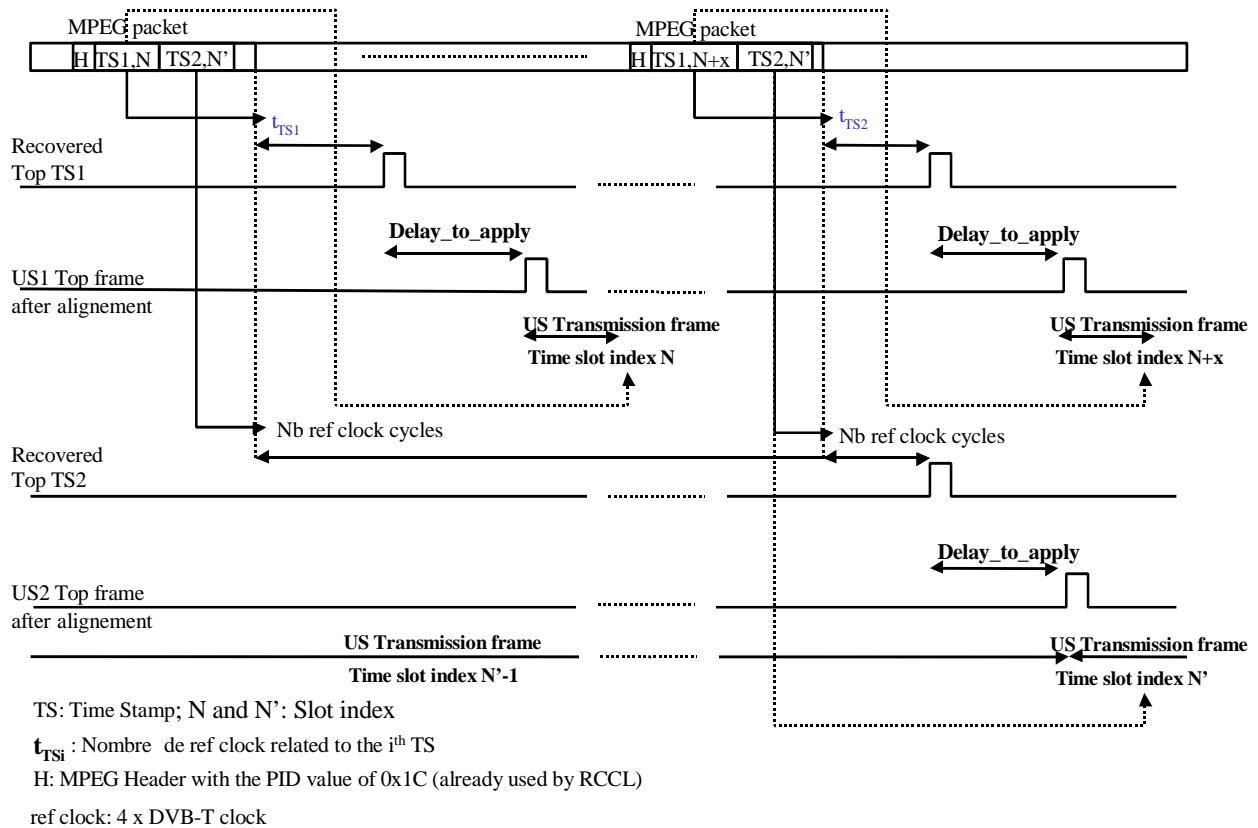 MPEG packet
MPEG packet
H TS1,N TS2,N’
H TS1,N+x TS2,N’
t_TS1
t_TS2
Recovered
Top TS1
Delay_to_apply
Delay_to_apply
US1 Top frame
after alignement
US Transmission frame
Time slot index N
US Transmission frame
Time slot index N+x
Nb ref clock cycles
Nb ref clock cycles
Recovered
Top TS2
Delay_to_apply
US2 Top frame
after alignement
US Transmission frame
Time slot index N’-1
US Transmission frame
Time slot index N’
TS: Time Stamp; N and N’: Slot index
t_TSi : Nombre de ref clock related to the i^th TS
H: MPEG Header with the PID value of 0x1C (already used by RCCL)
ref clock: 4 x DVB-T clock